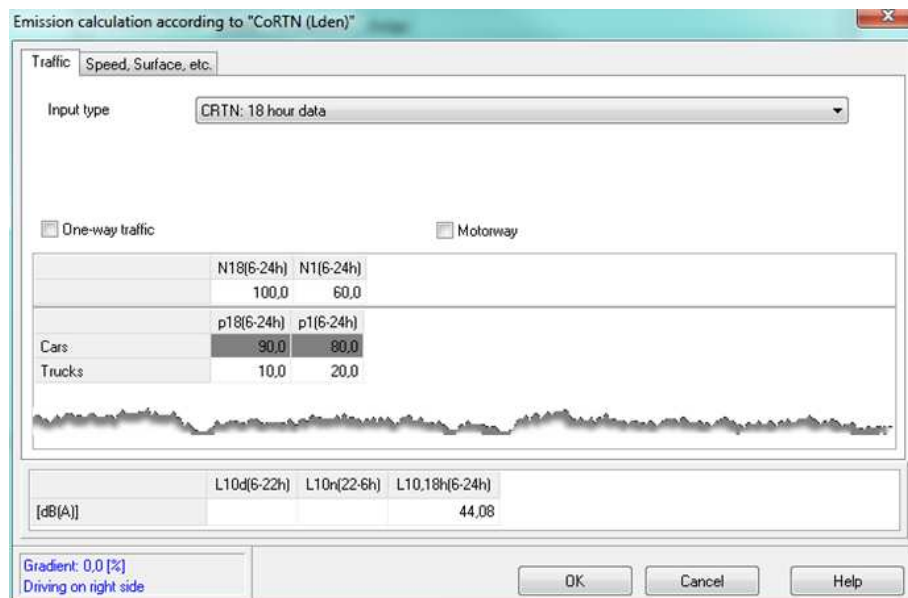 Emission calculation according to "CoRTN (Lden)"
Traffic Speed, Surface, etc.
Input type CRTN: 18 hour data
One-way traffic Motorway
N18(6-24h) N1(6-24h)
100,0 60,0
p18(6-24h) p1(6-24h)
Cars 90,0 80,0
Trucks 10,0 20,0
L10d(6-22h) L10n(22-6h) L10,18h(6-24h)
[dB(A)] 44,08
Gradient: 0,0 [%]
Driving on right side
OK Cancel Help